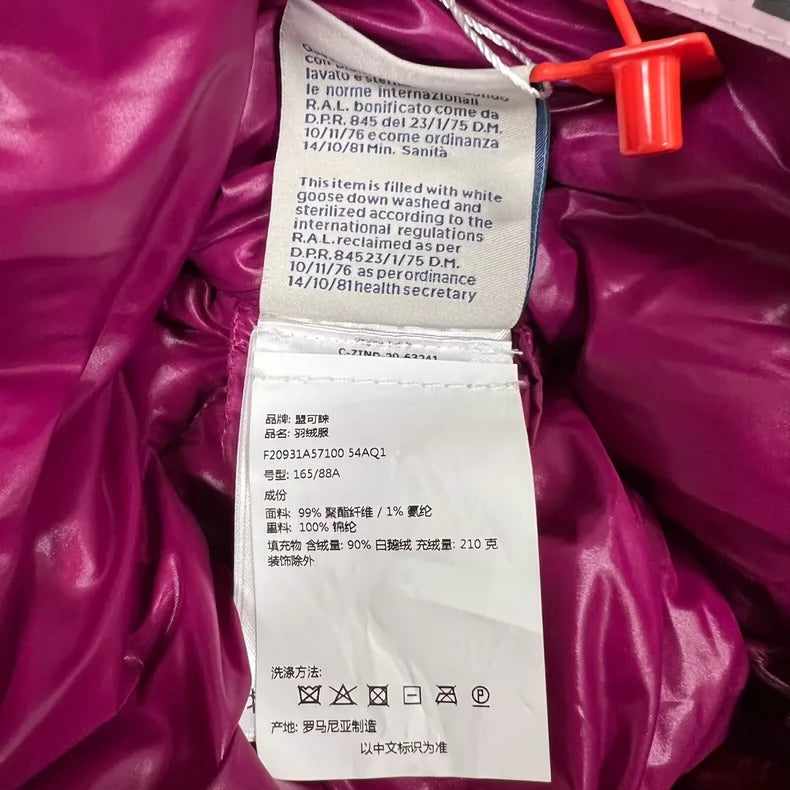 con
lavato e
le norme internazionali
R.A.L. bonificato come da
D.P.R. 845 del 23/1/75 D.M.
10/11/76 e come ordinanza
14/10/81 Min. Sanità
This item is filled with white
goose down washed and
sterilized according to the
international regulations
R.A.L. reclaimed as per
D.P.R. 84523/1/75 D.M.
10/11/76 as per ordinance
14/10/81 health secretary
C-ZIND-20-63241
品牌: 盟可睐
品名: 羽绒服
F20931A57100 54AQ1
号型: 165/88A
成份
面料: 99% 聚酯纤维 / 1% 氨纶
里料: 100% 锦纶
填充物 含绒量: 90% 白鹅绒 充绒量: 210 克
装饰除外
洗涤方法:
P
产地: 罗马尼亚制造
以中文标识为准